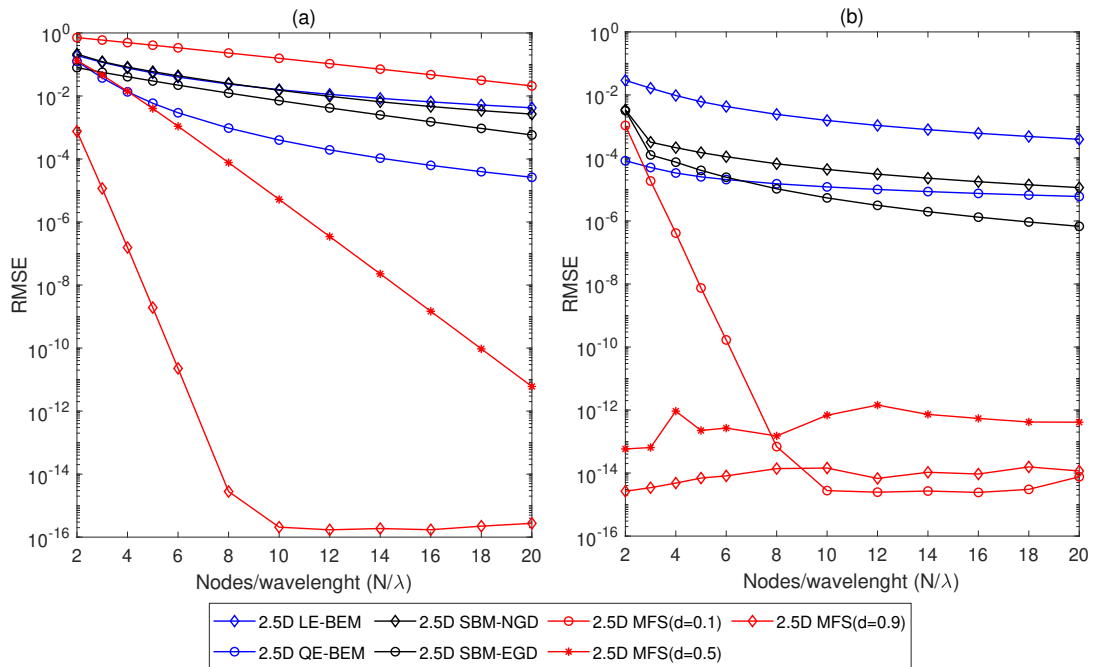 (a)
(b)
10^0
10^-2
10^-4
10^-6
10^-8
10^-10
10^-12
10^-14
10^-16
RMSE
2 4 6 8 10 12 14 16 18 20
Nodes/wavelenght (N/λ)
10^0
10^-2
10^-4
10^-6
10^-8
10^-10
10^-12
10^-14
10^-16
RMSE
2 4 6 8 10 12 14 16 18 20
Nodes/wavelenght (N/λ)
2.5D LE-BEM 2.5D SBM-NGD 2.5D MFS(d=0.1) 2.5D MFS(d=0.9)
2.5D QE-BEM 2.5D SBM-EGD 2.5D MFS(d=0.5)